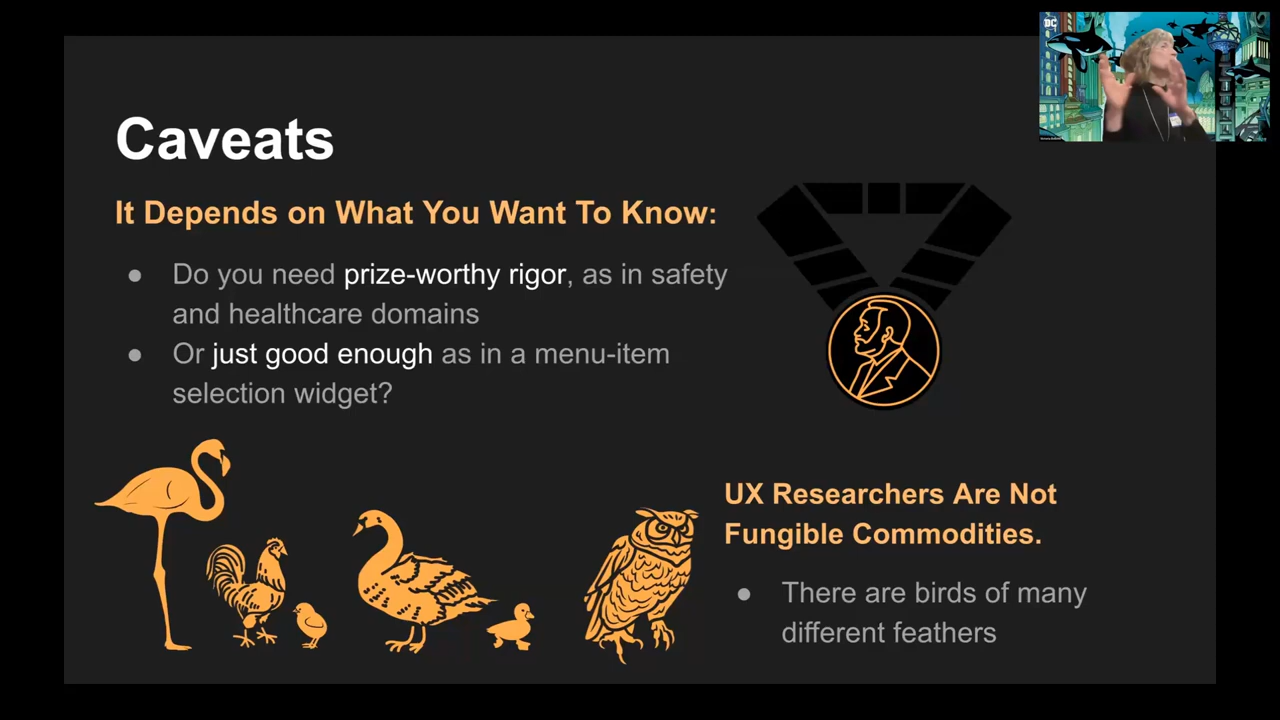 DC
Caveats
It Depends on What You Want To Know:
● Do you need prize-worthy rigor, as in safety
and healthcare domains
● Or just good enough as in a menu-item
selection widget?
UX Researchers Are Not
Fungible Commodities.
● There are birds of many
different feathers